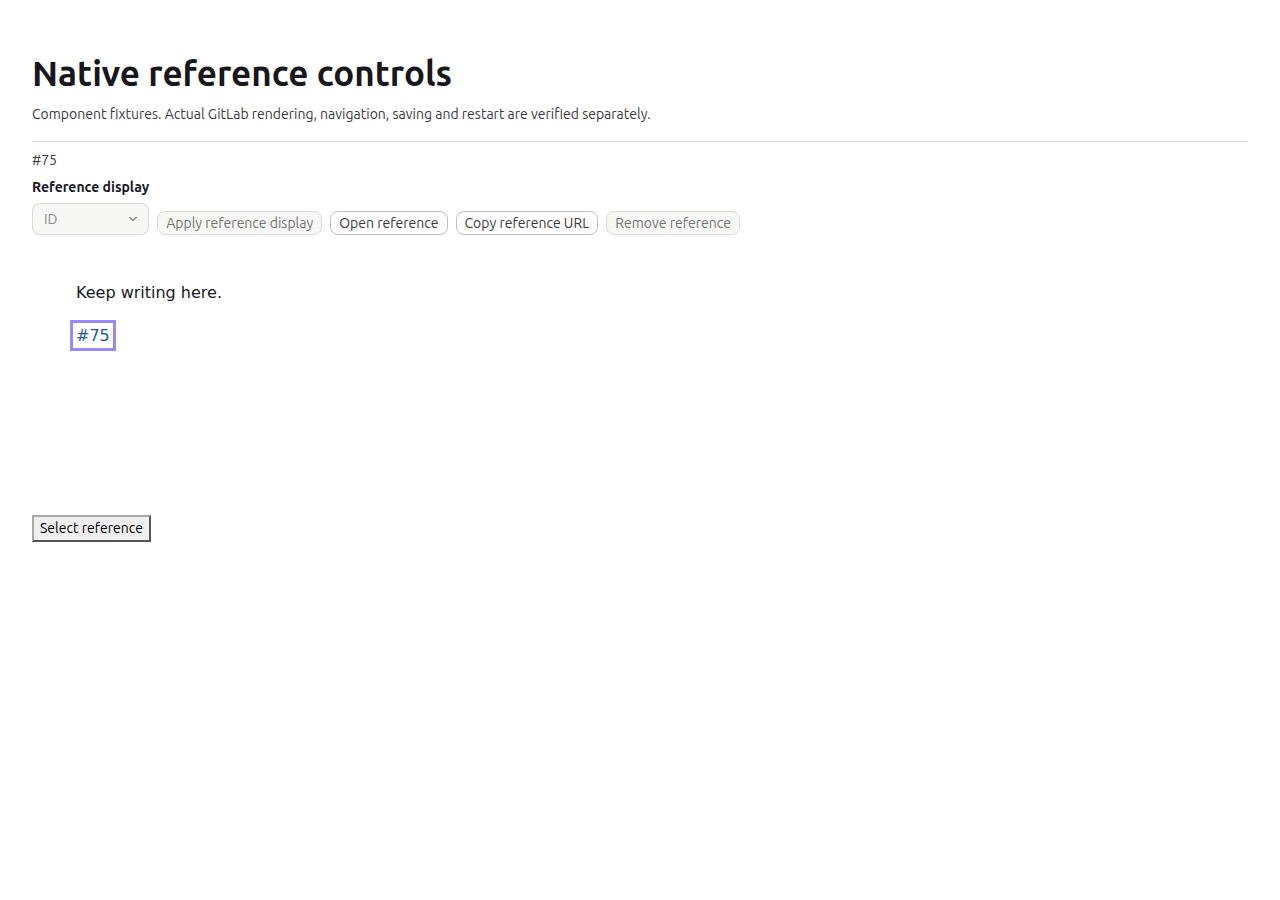 Native reference controls
Component fixtures. Actual GitLab rendering, navigation, saving and restart are verified separately.
#75
Reference display
ID
Apply reference display
Open reference
Copy reference URL
Remove reference
Keep writing here.
#75
Select reference